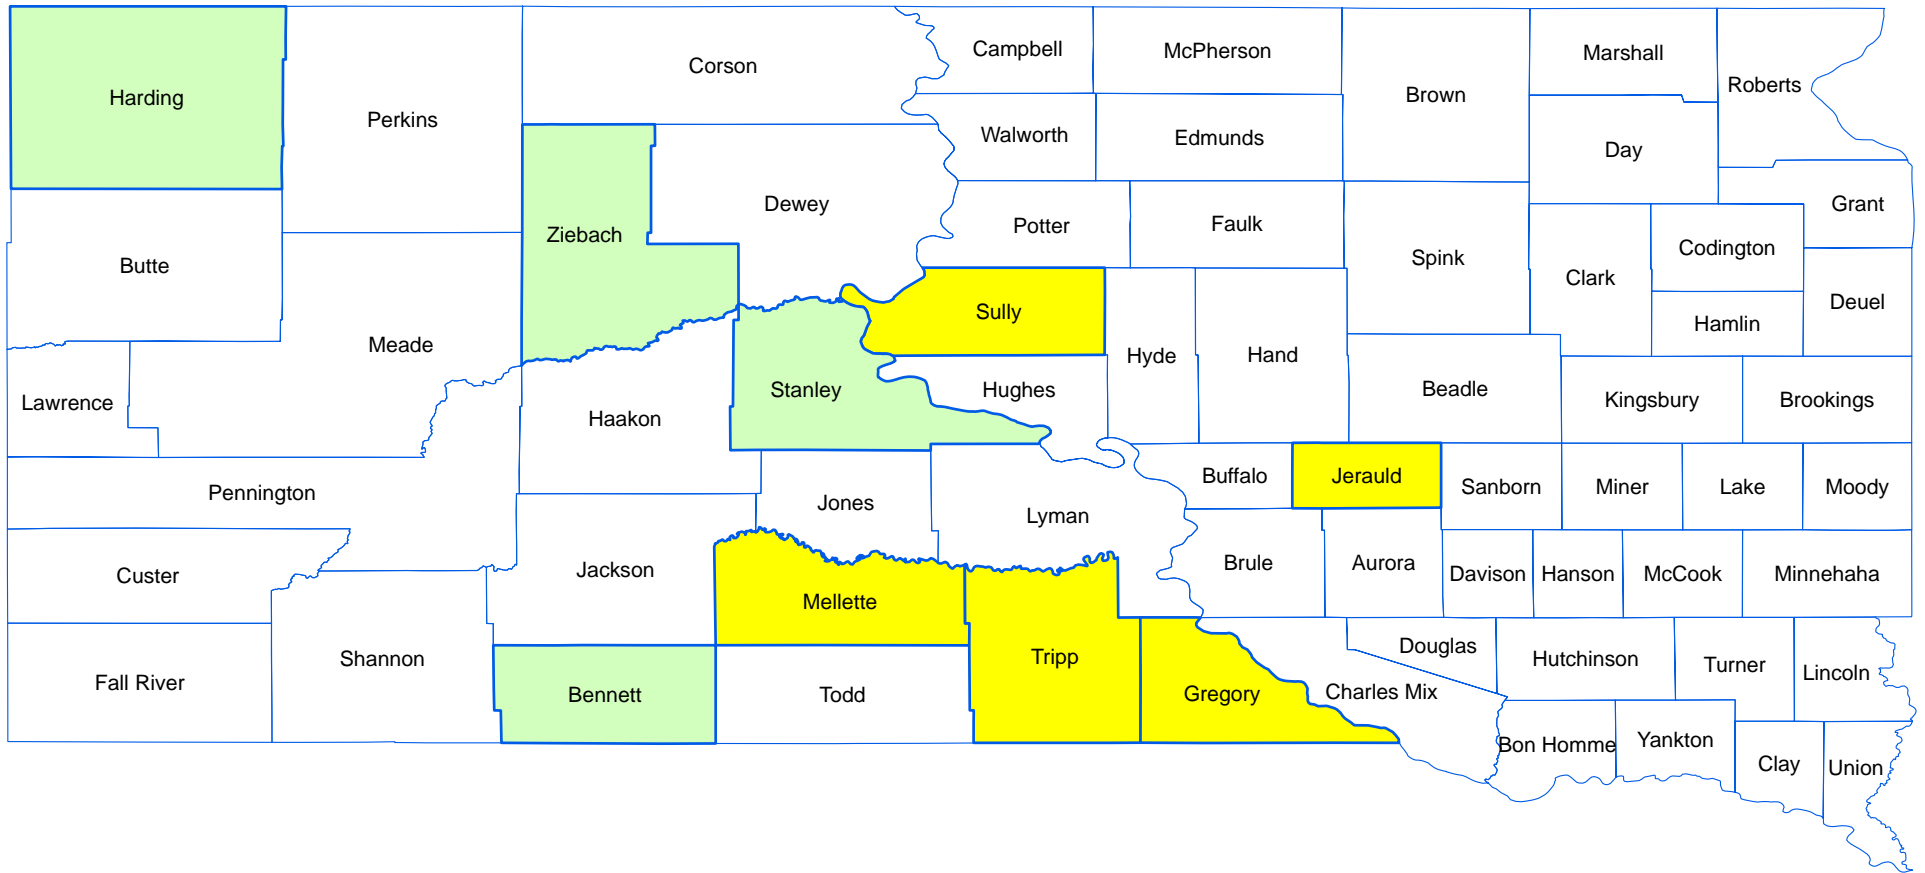 Harding
Perkins
Corson
Campbell
McPherson
Brown
Marshall
Roberts
Walworth
Edmunds
Day
Ziebach
Dewey
Potter
Faulk
Spink
Clark
Codington
Grant
Butte
Meade
Sully
Hyde
Hand
Hamlin
Deuel
Lawrence
Haakon
Stanley
Hughes
Beadle
Kingsbury
Brookings
Pennington
Jones
Lyman
Buffalo
Jerauld
Sanborn
Miner
Lake
Moody
Custer
Jackson
Mellette
Brule
Aurora
Davison
Hanson
McCook
Minnehaha
Fall River
Shannon
Bennett
Todd
Tripp
Gregory
Charles Mix
Douglas
Hutchinson
Turner
Lincoln
Bon Homme
Yankton
Clay
Union